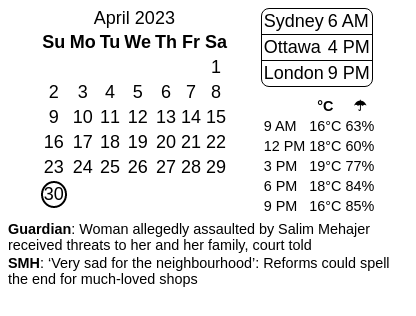 April 2023
Su Mo Tu We Th Fr Sa
1
2 3 4 5 6 7 8
9 10 11 12 13 14 15
16 17 18 19 20 21 22
23 24 25 26 27 28 29
30
Sydney 6 AM
Ottawa 4 PM
London 9 PM
°C ☂
9 AM 16°C 63%
12 PM 18°C 60%
3 PM 19°C 77%
6 PM 18°C 84%
9 PM 16°C 85%
Guardian: Woman allegedly assaulted by Salim Mehajer
received threats to her and her family, court told
SMH: ‘Very sad for the neighbourhood’: Reforms could spell
the end for much-loved shops